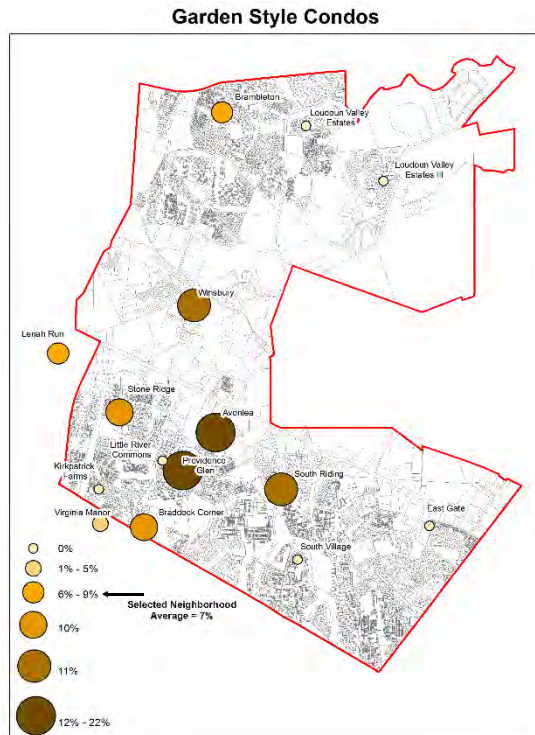 Garden Style Condos
Brambleton
Loudoun Valley
Estates
Loudoun Valley
Estates III
Winsbury
Lenah Run
Stone Ridge
Avonlea
Little River
Commons
Providence
Glen
Kirkpatrick
Farms
South Riding
Virginia Manor
Braddock Corner
East Gate
South Village
0%
1% - 5%
6% - 9%
Selected Neighborhood
Average = 7%
10%
11%
12% - 22%